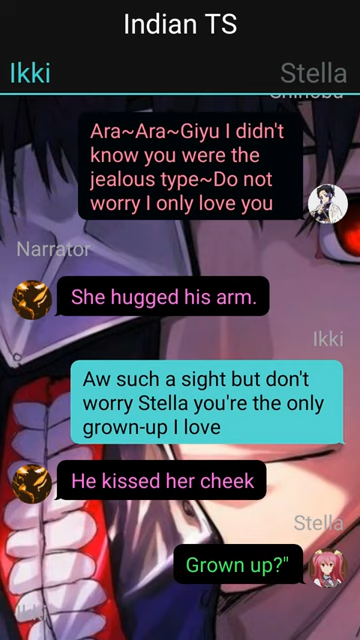 Indian TS
Ikki
Stella
Shinobu
Ara~Ara~Giyu I didn't
know you were the
jealous type~Do not
worry I only love you
Narrator
She hugged his arm.
Ikki
Aw such a sight but don't
worry Stella you're the only
grown-up I love
He kissed her cheek
Stella
Grown up?"
Ikki